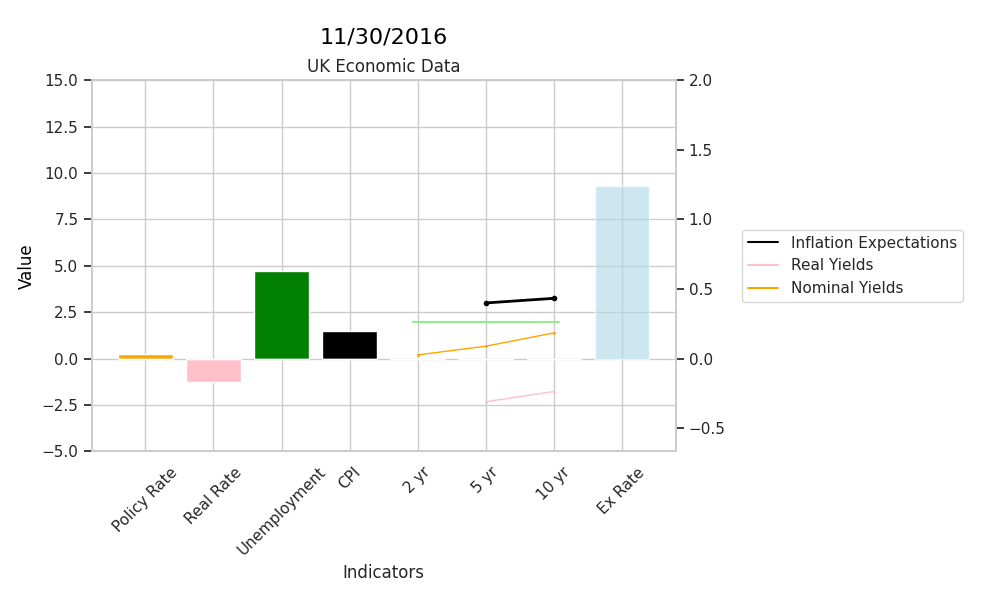 11/30/2016
UK Economic Data
15.0
12.5
10.0
7.5
5.0
2.5
0.0
−2.5
−5.0
Value
2.0
1.5
1.0
0.5
0.0
−0.5
Inflation Expectations
Real Yields
Nominal Yields
Policy Rate
Real Rate
Unemployment
CPI
2 yr
5 yr
10 yr
Ex Rate
Indicators